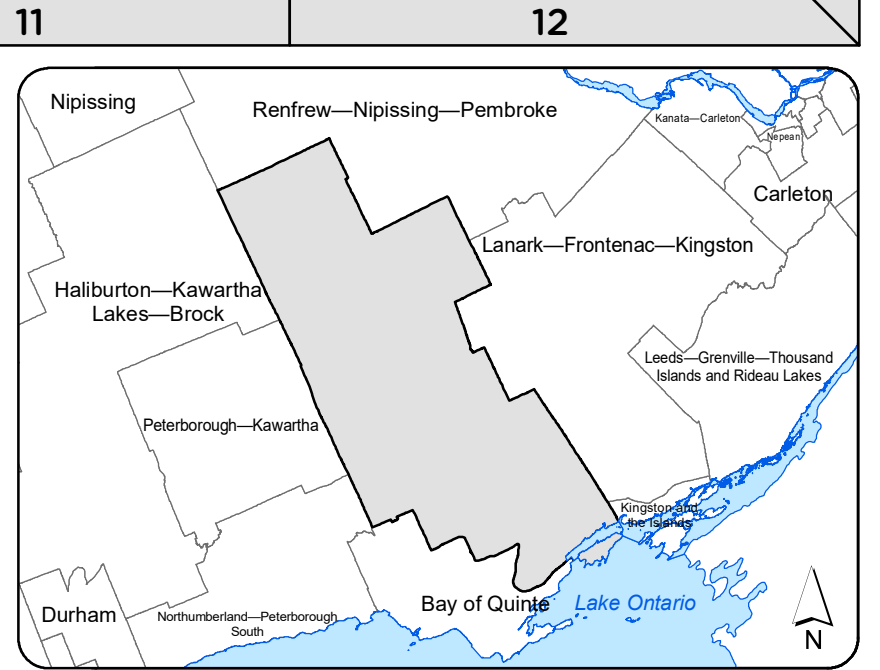 11
12
Nipissing
Renfrew—Nipissing—Pembroke
Kanata—Carleton
Nepean
Carleton
Lanark—Frontenac—Kingston
Haliburton—Kawartha
Lakes—Brock
Leeds—Grenville—Thousand
Islands and Rideau Lakes
Peterborough—Kawartha
Kingston and
the Islands
Bay of Quinte
Lake Ontario
Durham
Northumberland—Peterborough
South
N